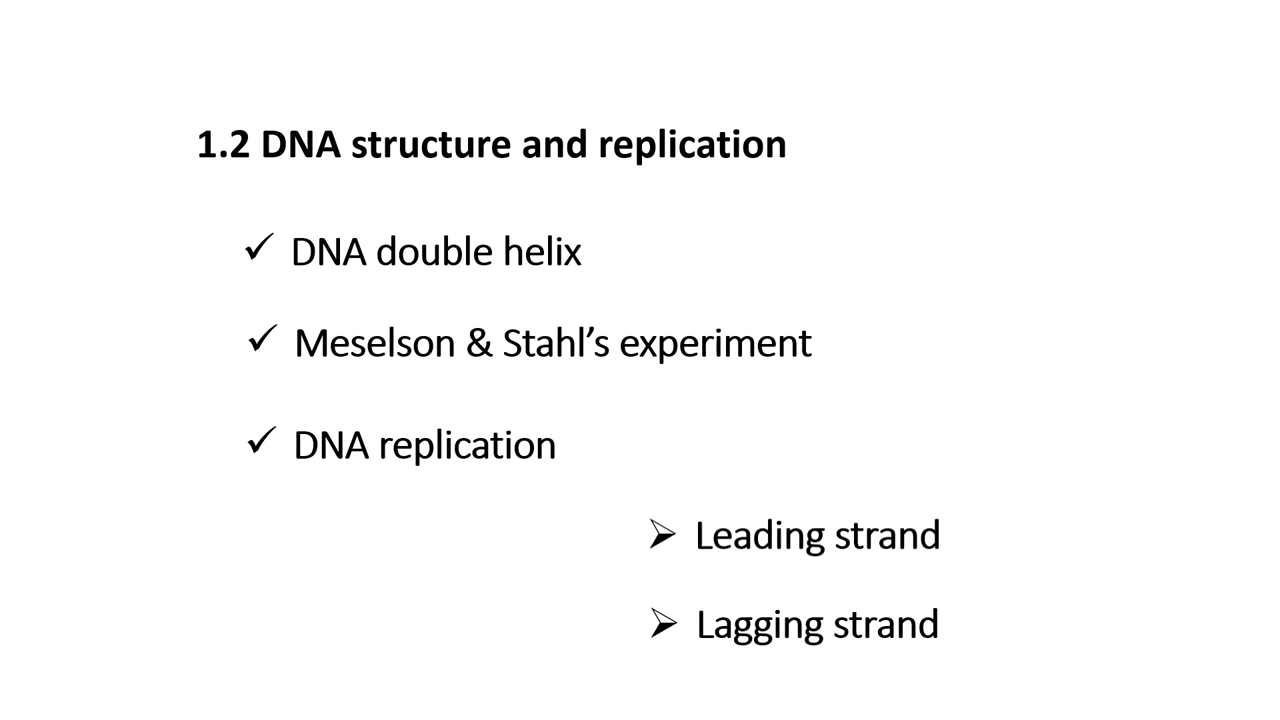 1.2 DNA structure and replication
✓ DNA double helix
✓ Meselson & Stahl’s experiment
✓ DNA replication
➢ Leading strand
➢ Lagging strand